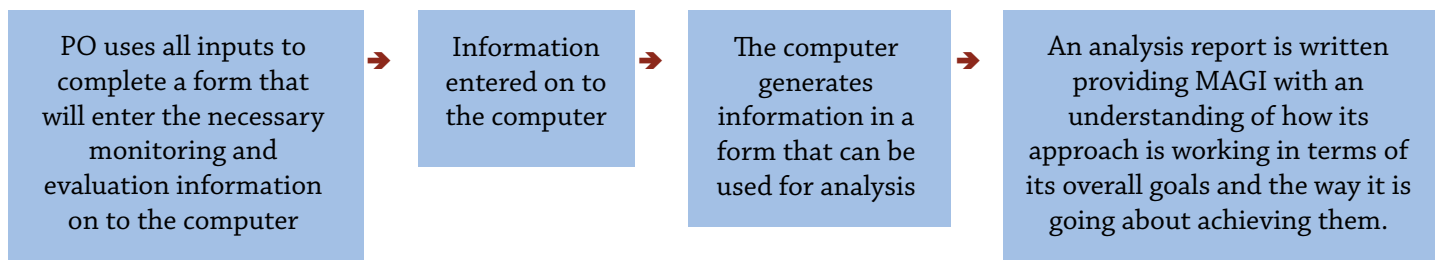 PO uses all inputs to
complete a form that
will enter the necessary
monitoring and
evaluation information
on to the computer
➔
Information
entered on to
the computer
➔
The computer
generates
information in a
form that can be
used for analysis
➔
An analysis report is written
providing MAGI with an
understanding of how its
approach is working in terms of
its overall goals and the way it is
going about achieving them.